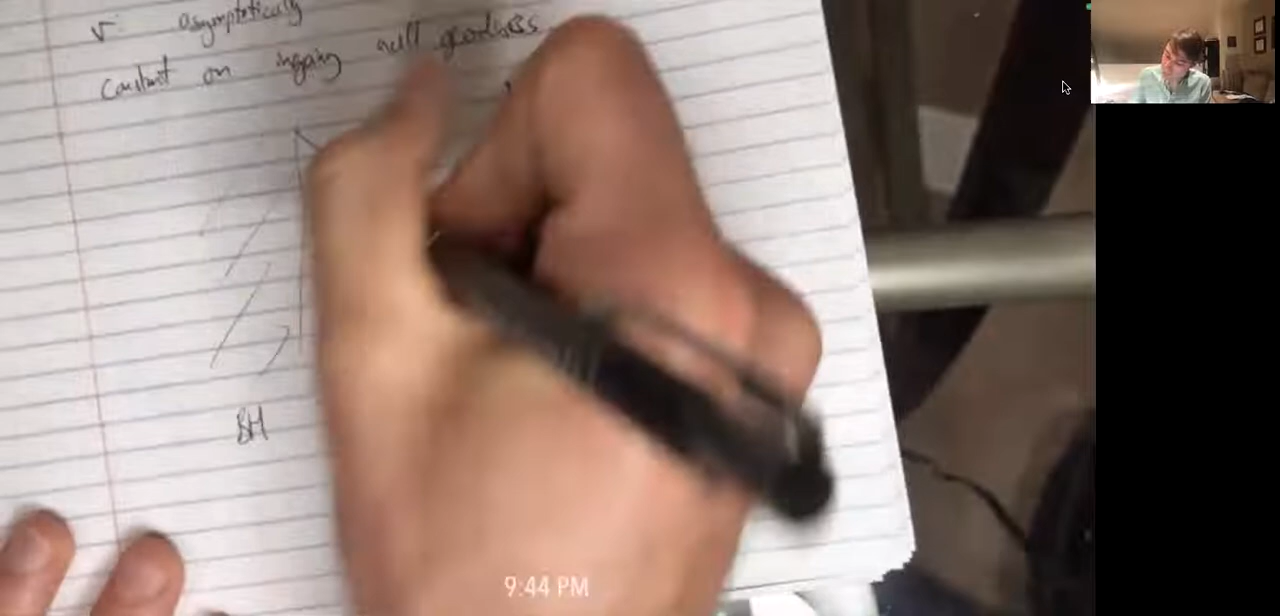 asymptotically
constant on ingoing null geodesics
BH
9:44 PM